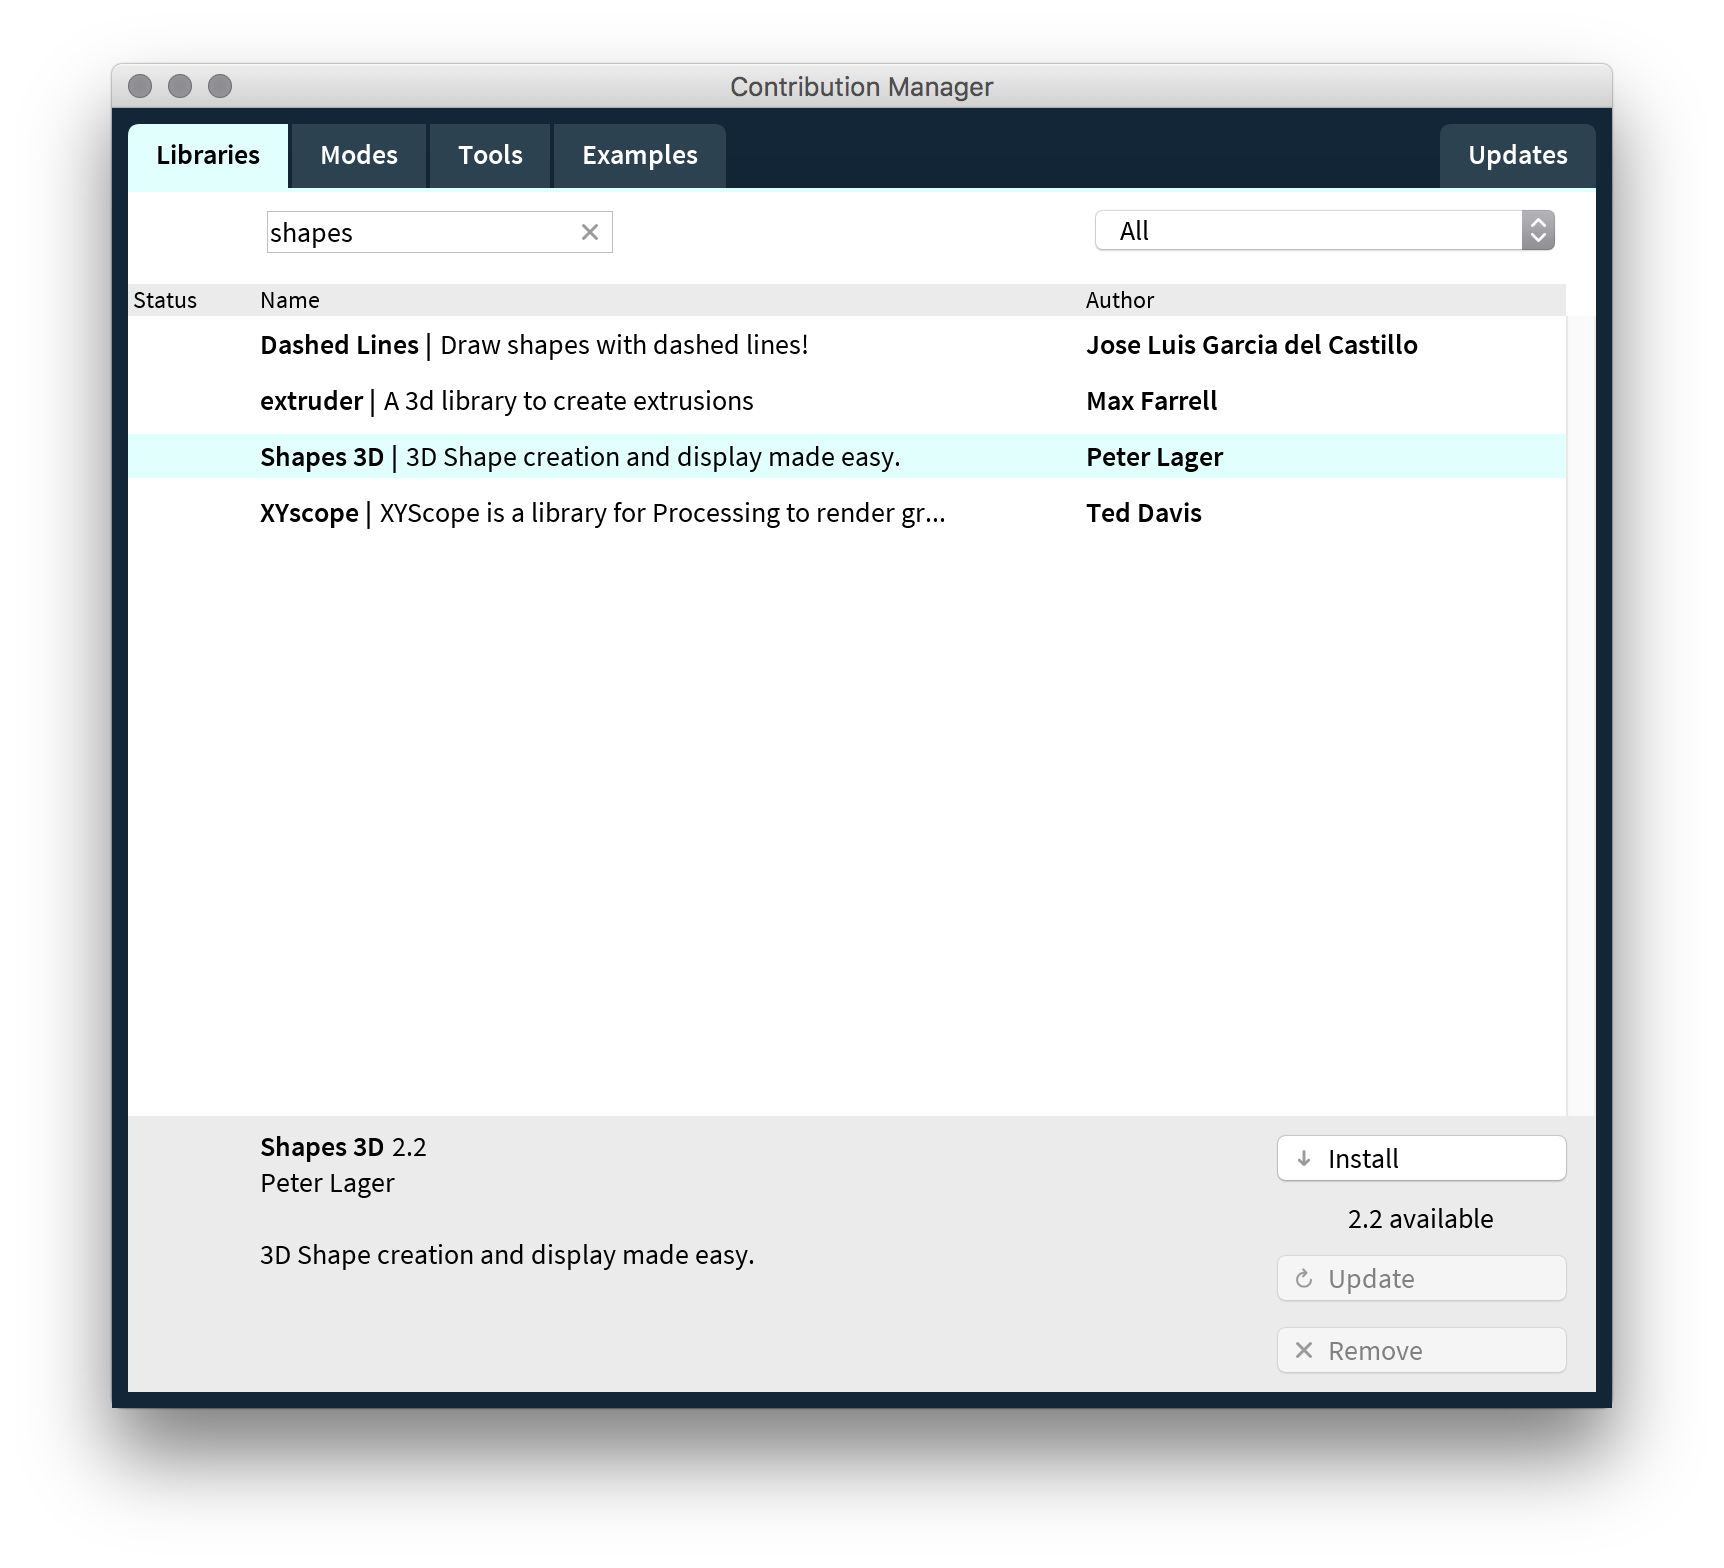 Contribution Manager
Libraries Modes Tools Examples Updates
shapes All
Status Name Author
Dashed Lines | Draw shapes with dashed lines! Jose Luis Garcia del Castillo
extruder | A 3d library to create extrusions Max Farrell
Shapes 3D | 3D Shape creation and display made easy. Peter Lager
XYscope | XYScope is a library for Processing to render gr... Ted Davis
Shapes 3D 2.2
Peter Lager
3D Shape creation and display made easy.
Install
2.2 available
Update
Remove